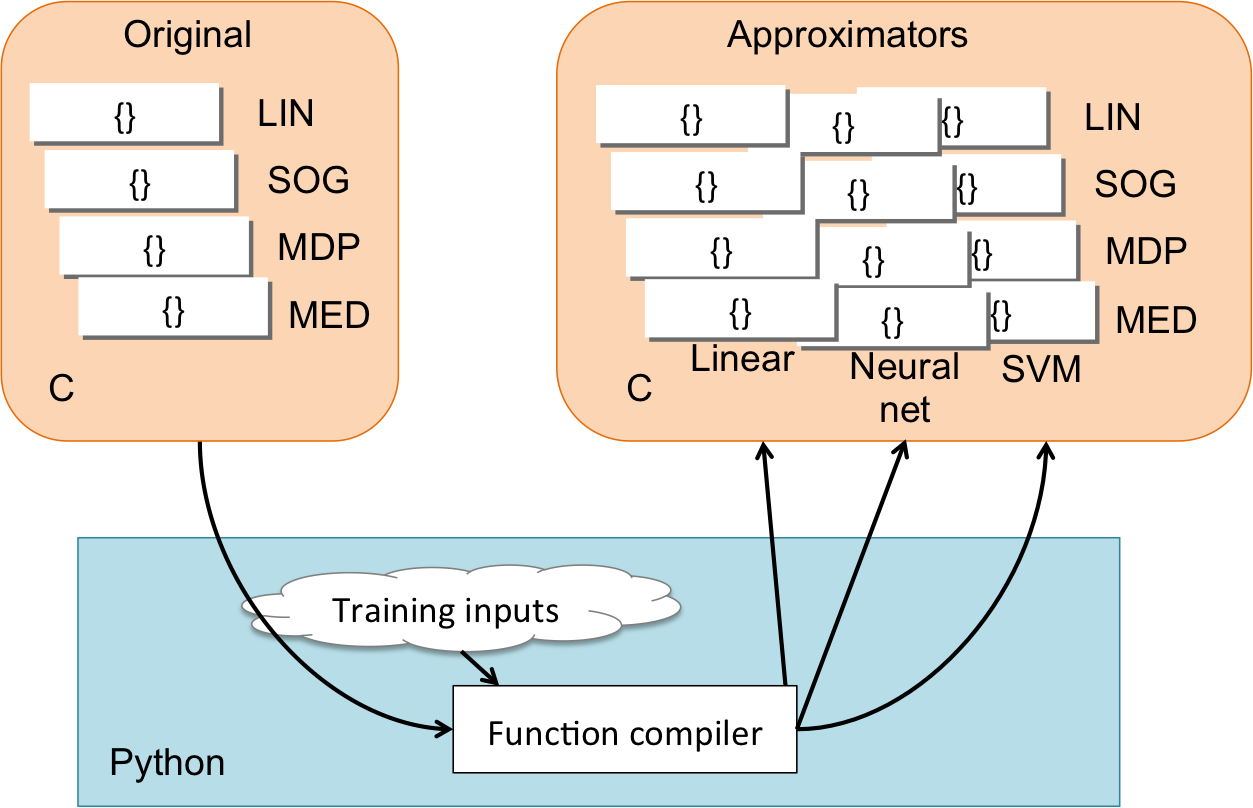 Original
{} LIN
{} SOG
{} MDP
{} MED
C
Approximators
{} {} {} LIN
{} {} {} SOG
{} {} {} MDP
{} {} {} MED
Linear Neural SVM
net
C
Training inputs
Function compiler
Python